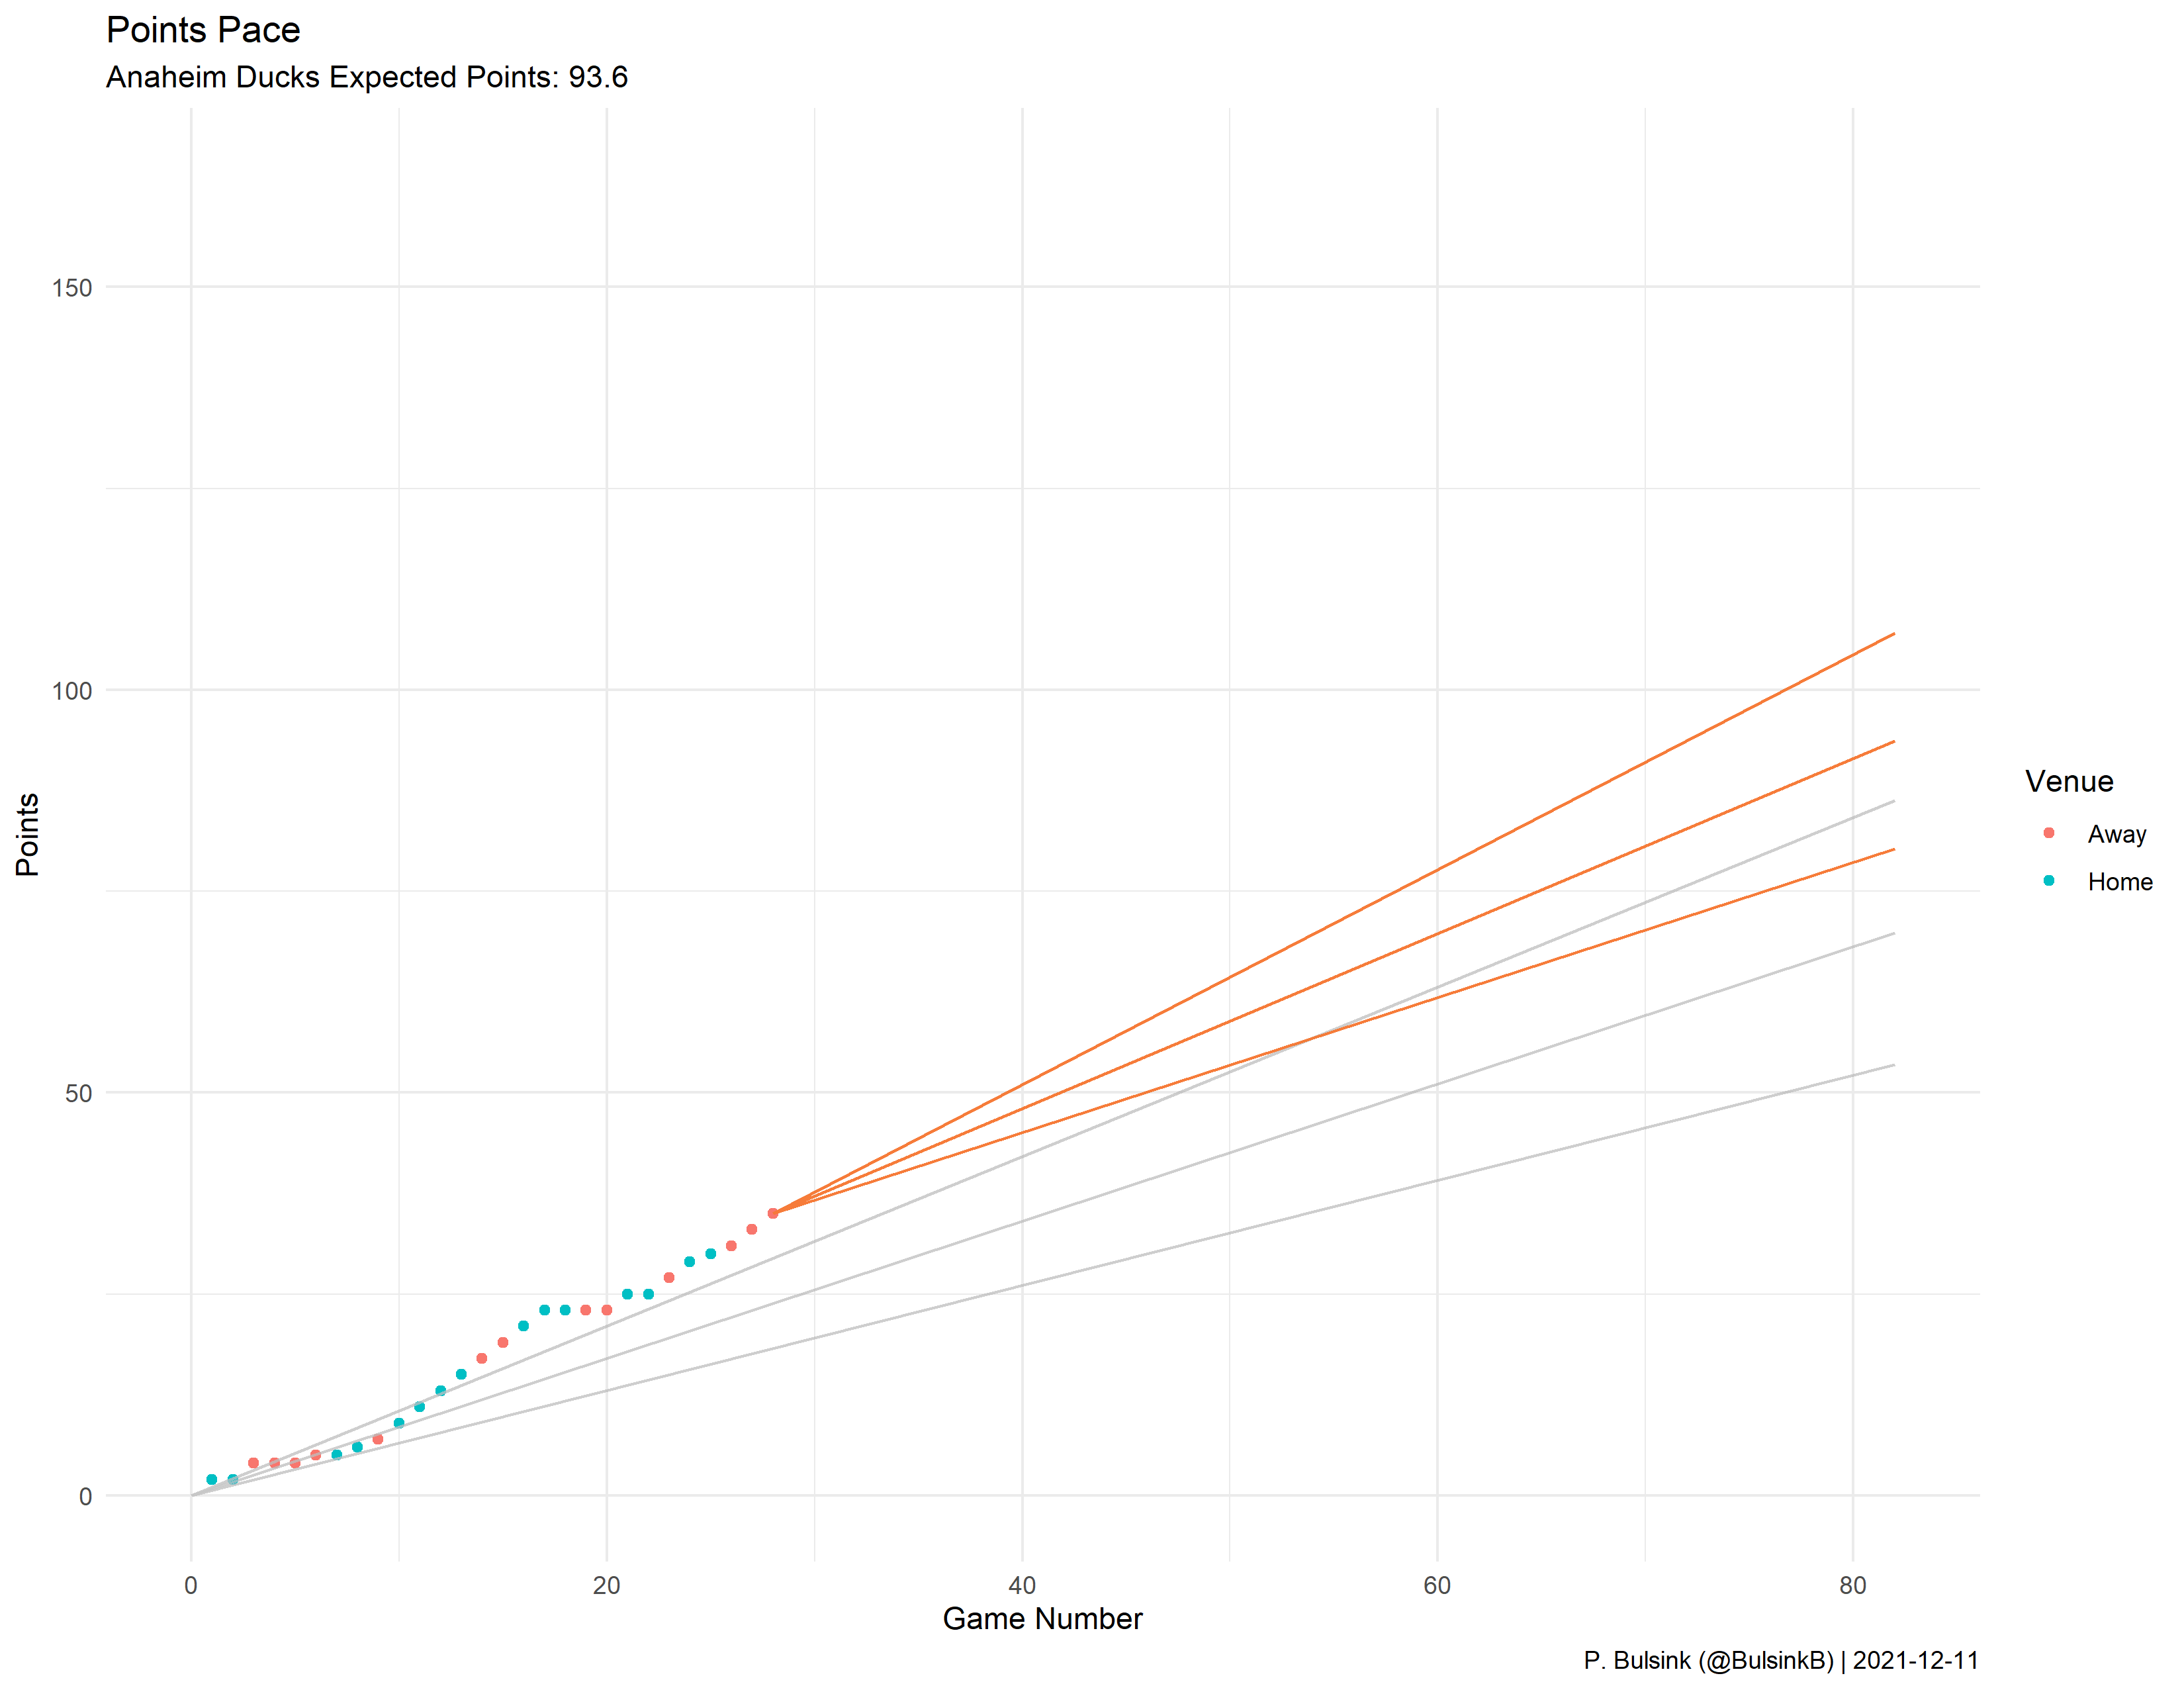 Points Pace
Anaheim Ducks Expected Points: 93.6
150
100
50
0
Points
0 20 40 60 80
Game Number
Venue
Away
Home
P. Bulsink (@BulsinkB) | 2021-12-11